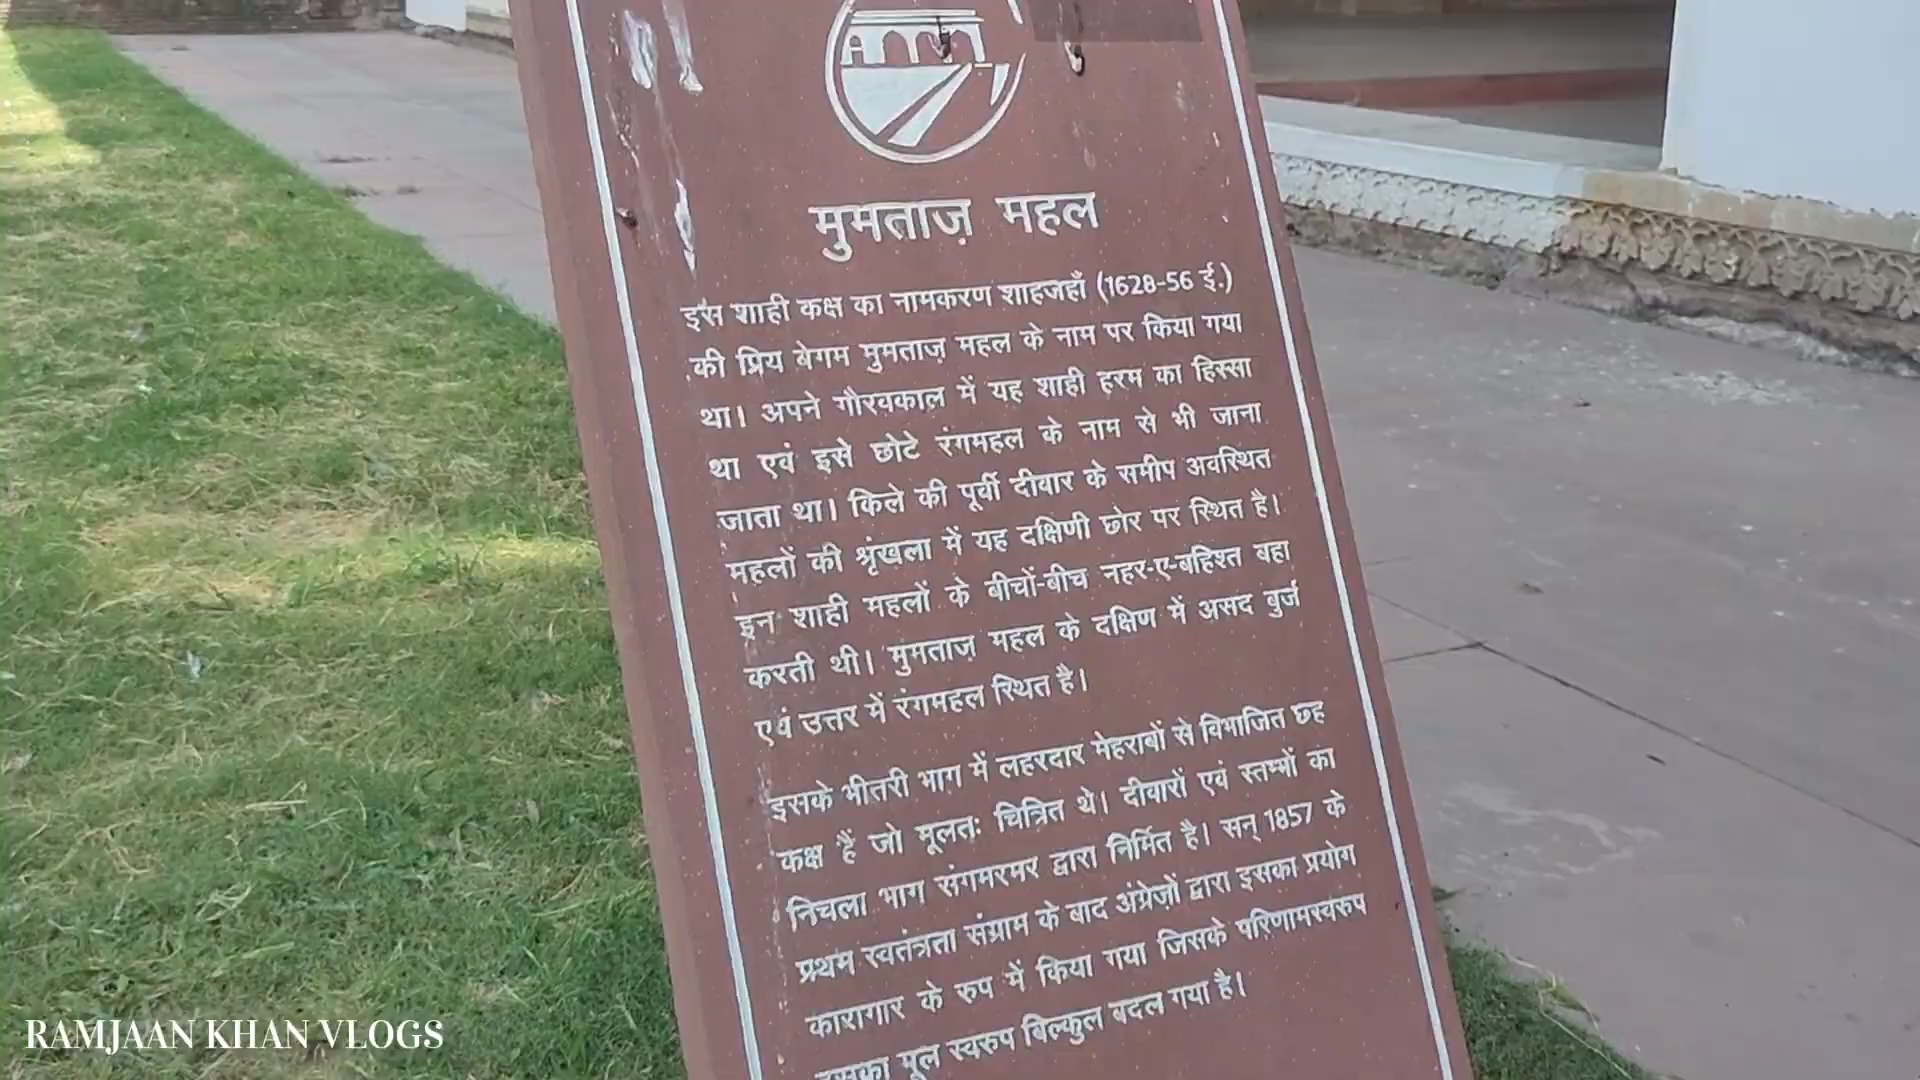 मुमताज़ महल
इस शाही कक्ष का नामकरण शाहजहाँ (1628-56 ई.)
की प्रिय बेगम मुमताज़ महल के नाम पर किया गया
था। अपने गौरवकाल में यह शाही हरम का हिस्सा
था एवं इसे छोटे रंगमहल के नाम से भी जाना
जाता था। किले की पूर्वी दीवार के समीप अवस्थित
महलों की श्रृंखला में यह दक्षिणी छोर पर स्थित है।
इन शाही महलों के बीचों-बीच नहर-ए-बहिश्त बहा
करती थी। मुमताज़ महल के दक्षिण में असद बुर्ज
एवं उत्तर में रंगमहल स्थित है।
इसके भीतरी भाग में लहरदार मेहराबों से विभाजित छह
कक्ष हैं जो मूलतः चित्रित थे। दीवारों एवं स्तम्भों का
निचला भाग संगमरमर द्वारा निर्मित है। सन् 1857 के
प्रथम स्वतंत्रता संग्राम के बाद अंग्रेज़ों द्वारा इसका प्रयोग
कारागार के रुप में किया गया जिसके परिणामस्वरुप
इसका मूल स्वरुप बिल्कुल बदल गया है।
RAMJAAN KHAN VLOGS